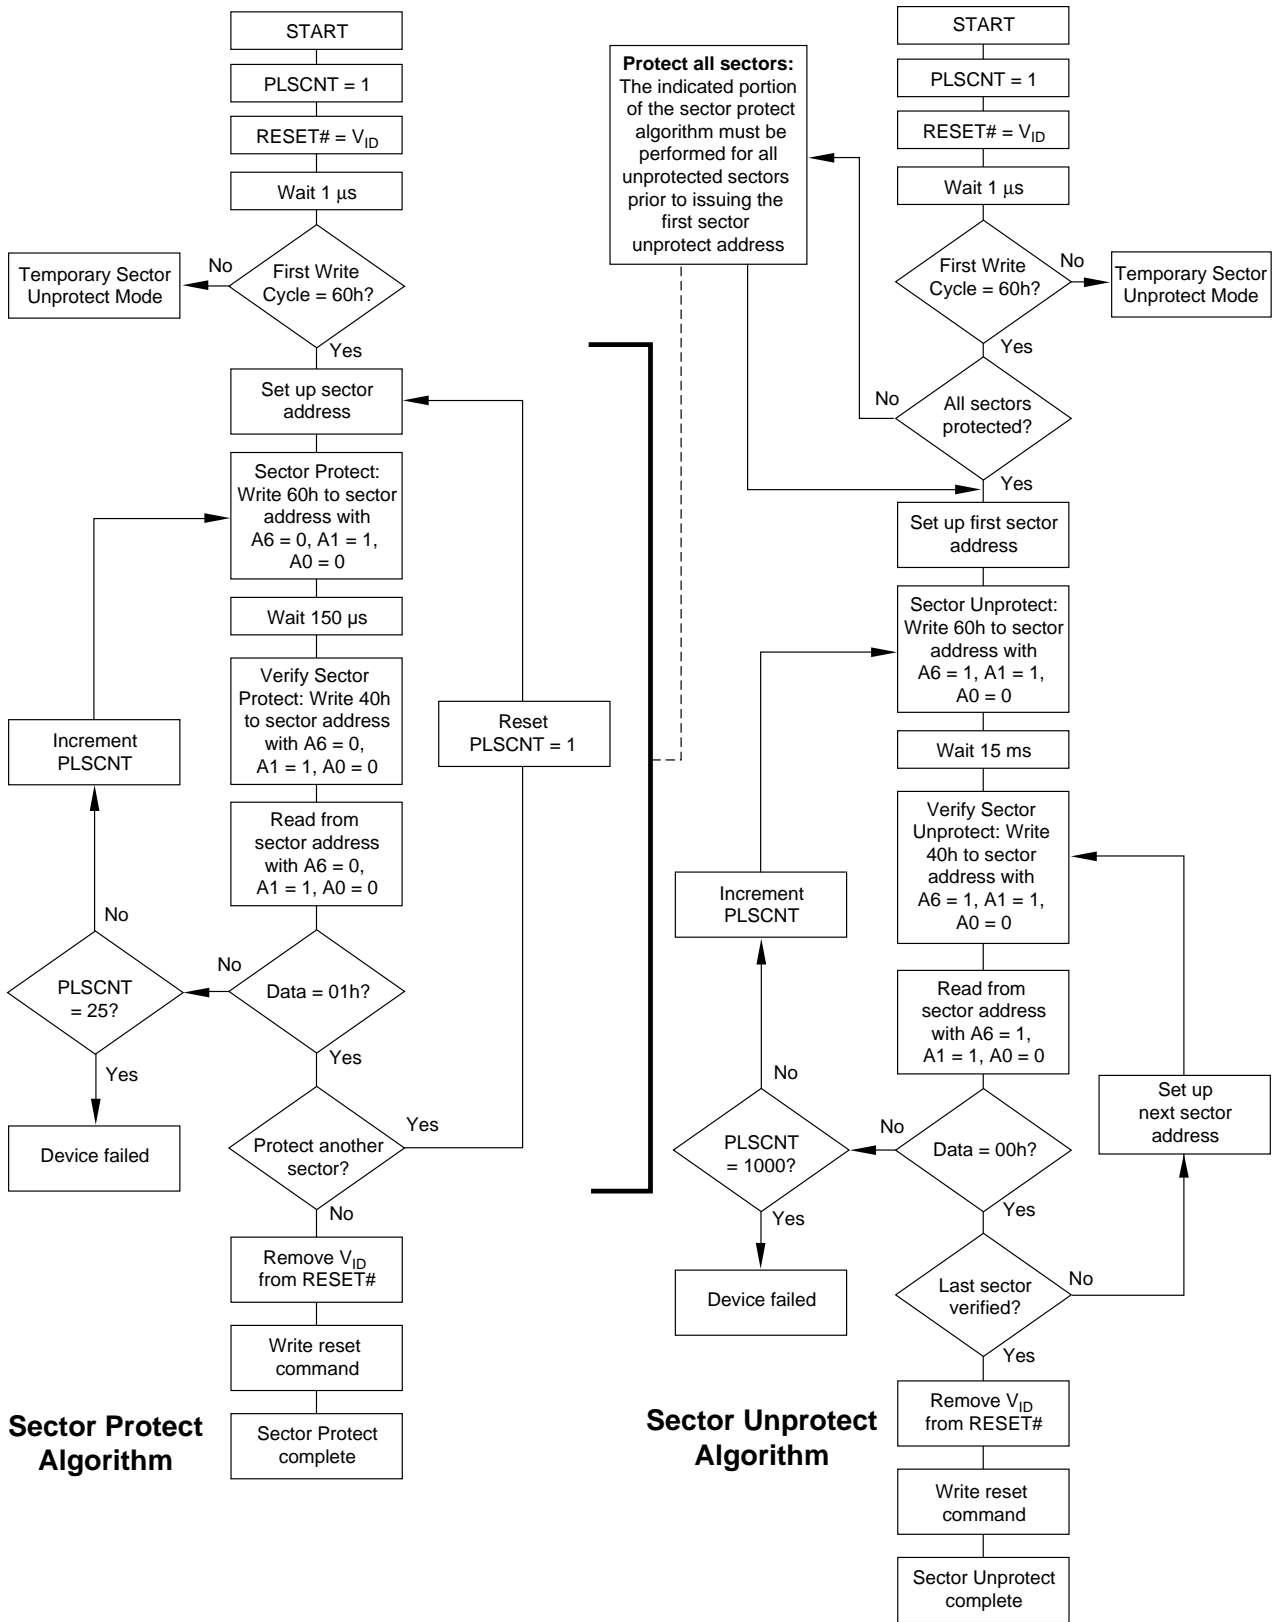 START
PLSCNT = 1
RESET# = VID
Wait 1 μs
First Write
Cycle = 60h?
No
Temporary Sector
Unprotect Mode
Yes
Set up sector
address
Sector Protect:
Write 60h to sector
address with
A6 = 0, A1 = 1,
A0 = 0
Wait 150 µs
Verify Sector
Protect: Write 40h
to sector address
with A6 = 0,
A1 = 1, A0 = 0
Increment
PLSCNT
Reset
PLSCNT = 1
Read from
sector address
with A6 = 0,
A1 = 1, A0 = 0
No
PLSCNT
= 25?
No
Data = 01h?
Yes
Yes
Device failed
Protect another
sector?
Yes
No
Remove VID
from RESET#
Write reset
command
Sector Protect
complete
Sector Protect
Algorithm
Protect all sectors:
The indicated portion
of the sector protect
algorithm must be
performed for all
unprotected sectors
prior to issuing the
first sector
unprotect address
START
PLSCNT = 1
RESET# = VID
Wait 1 μs
First Write
Cycle = 60h?
No
Temporary Sector
Unprotect Mode
Yes
No
All sectors
protected?
Yes
Set up first sector
address
Sector Unprotect:
Write 60h to sector
address with
A6 = 1, A1 = 1,
A0 = 0
Wait 15 ms
Verify Sector
Unprotect: Write
40h to sector
address with
A6 = 1, A1 = 1,
A0 = 0
Increment
PLSCNT
Read from
sector address
with A6 = 1,
A1 = 1, A0 = 0
No
Set up
next sector
address
PLSCNT
= 1000?
No
Data = 00h?
Yes
Yes
Device failed
Last sector
verified?
No
Yes
Remove VID
from RESET#
Write reset
command
Sector Unprotect
complete
Sector Unprotect
Algorithm